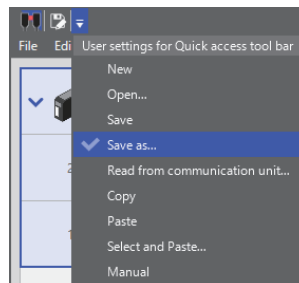 File Edi User settings for Quick access tool bar
New
Open...
Save
Save as...
Read from communication unit...
Copy
Paste
Select and Paste...
Manual